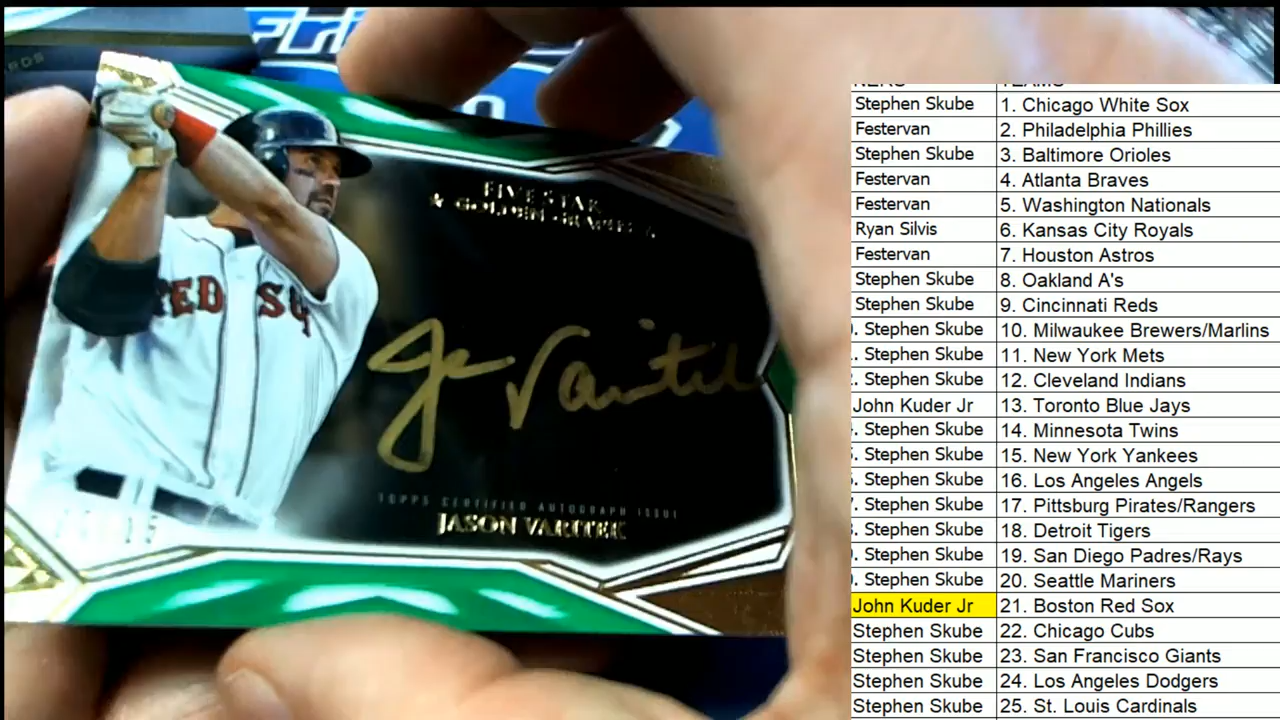 FIVE STAR
Jason Varitek
TOPPS CERTIFIED AUTOGRAPH ISSUE
JASON VARITEK
Stephen Skube 1. Chicago White Sox
Festervan 2. Philadelphia Phillies
Stephen Skube 3. Baltimore Orioles
Festervan 4. Atlanta Braves
Festervan 5. Washington Nationals
Ryan Silvis 6. Kansas City Royals
Festervan 7. Houston Astros
Stephen Skube 8. Oakland A's
Stephen Skube 9. Cincinnati Reds
. Stephen Skube 10. Milwaukee Brewers/Marlins
. Stephen Skube 11. New York Mets
. Stephen Skube 12. Cleveland Indians
John Kuder Jr 13. Toronto Blue Jays
. Stephen Skube 14. Minnesota Twins
. Stephen Skube 15. New York Yankees
. Stephen Skube 16. Los Angeles Angels
. Stephen Skube 17. Pittsburg Pirates/Rangers
. Stephen Skube 18. Detroit Tigers
. Stephen Skube 19. San Diego Padres/Rays
. Stephen Skube 20. Seattle Mariners
John Kuder Jr 21. Boston Red Sox
Stephen Skube 22. Chicago Cubs
Stephen Skube 23. San Francisco Giants
Stephen Skube 24. Los Angeles Dodgers
Stephen Skube 25. St. Louis Cardinals